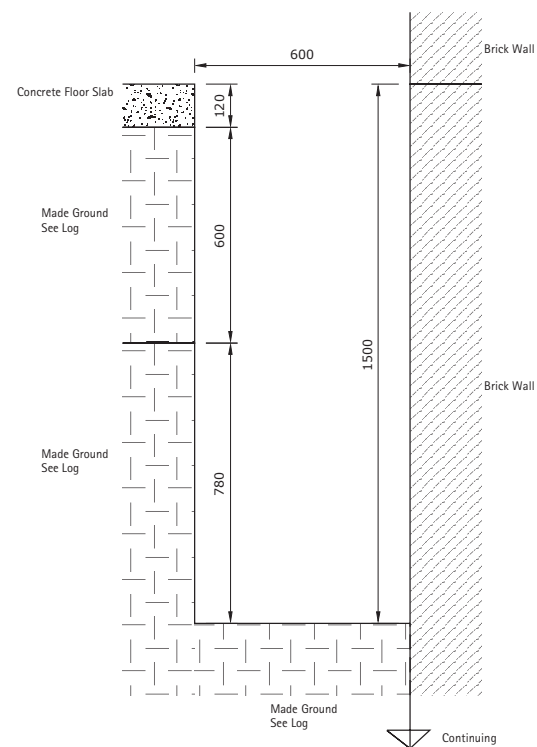 600
Brick Wall
Concrete Floor Slab
120
Made Ground
See Log
600
1500
Brick Wall
Made Ground
See Log
780
Made Ground
See Log
Continuing